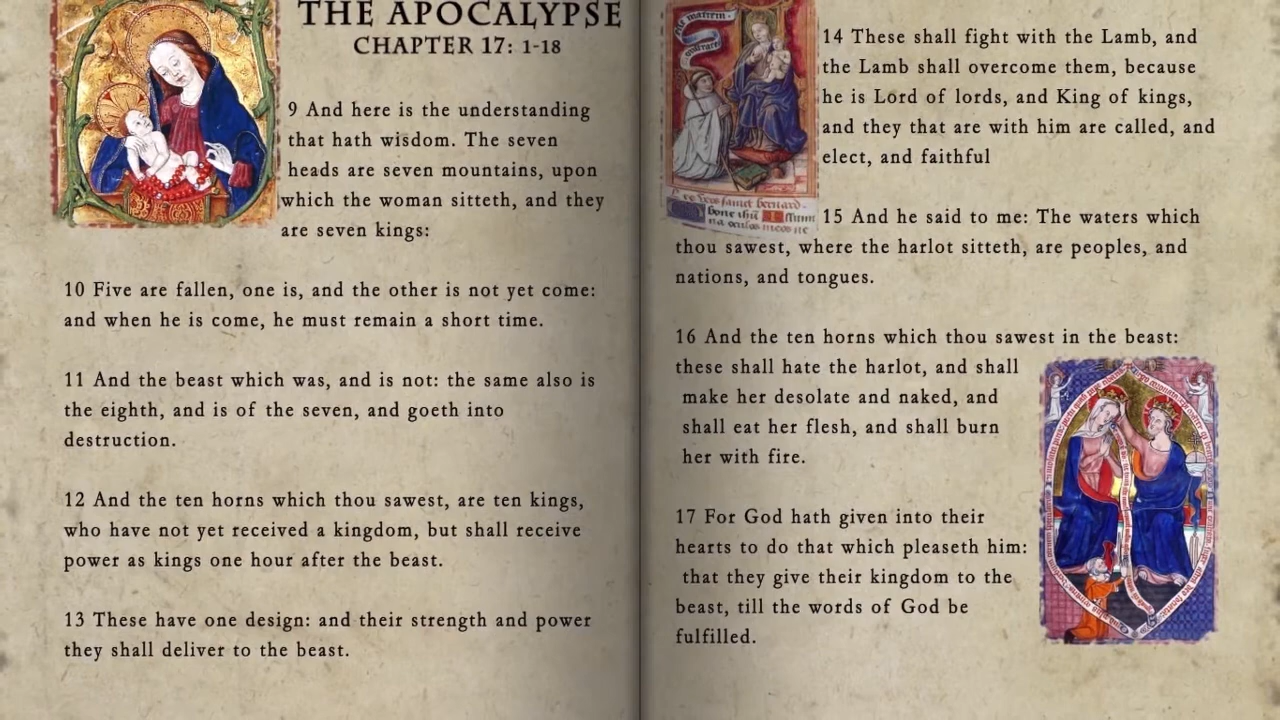 THE APOCALYPSE
CHAPTER 17: 1-18
9 And here is the understanding
that hath wisdom. The seven
heads are seven mountains, upon
which the woman sitteth, and they
are seven kings:
10 Five are fallen, one is, and the other is not yet come:
and when he is come, he must remain a short time.
11 And the beast which was, and is not: the same also is
the eighth, and is of the seven, and goeth into
destruction.
12 And the ten horns which thou sawest, are ten kings,
who have not yet received a kingdom, but shall receive
power as kings one hour after the beast.
13 These have one design: and their strength and power
they shall deliver to the beast.
14 These shall fight with the Lamb, and
the Lamb shall overcome them, because
he is Lord of lords, and King of kings,
and they that are with him are called, and
elect, and faithful
15 And he said to me: The waters which
thou sawest, where the harlot sitteth, are peoples, and
nations, and tongues.
16 And the ten horns which thou sawest in the beast:
these shall hate the harlot, and shall
make her desolate and naked, and
shall eat her flesh, and shall burn
her with fire.
17 For God hath given into their
hearts to do that which pleaseth him:
that they give their kingdom to the
beast, till the words of God be
fulfilled.